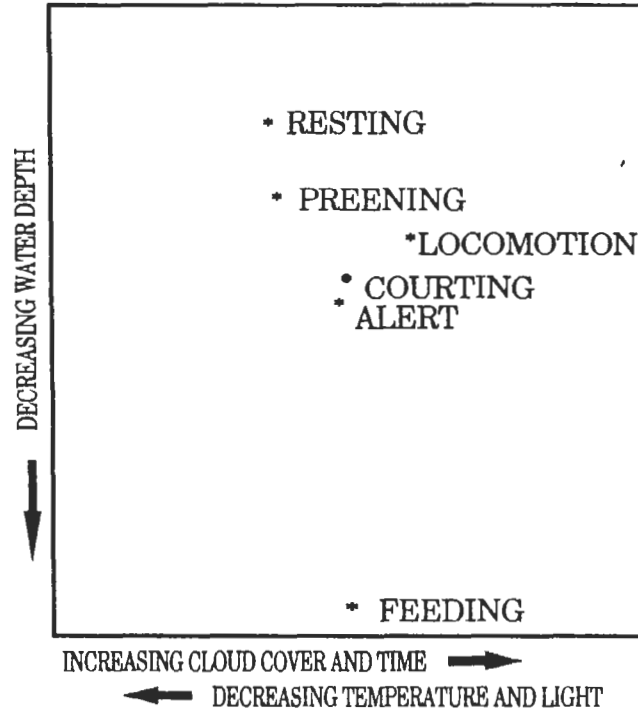 RESTING
PREENING
LOCOMOTION
COURTING
ALERT
FEEDING
DECREASING WATER DEPTH
INCREASING CLOUD COVER AND TIME
DECREASING TEMPERATURE AND LIGHT